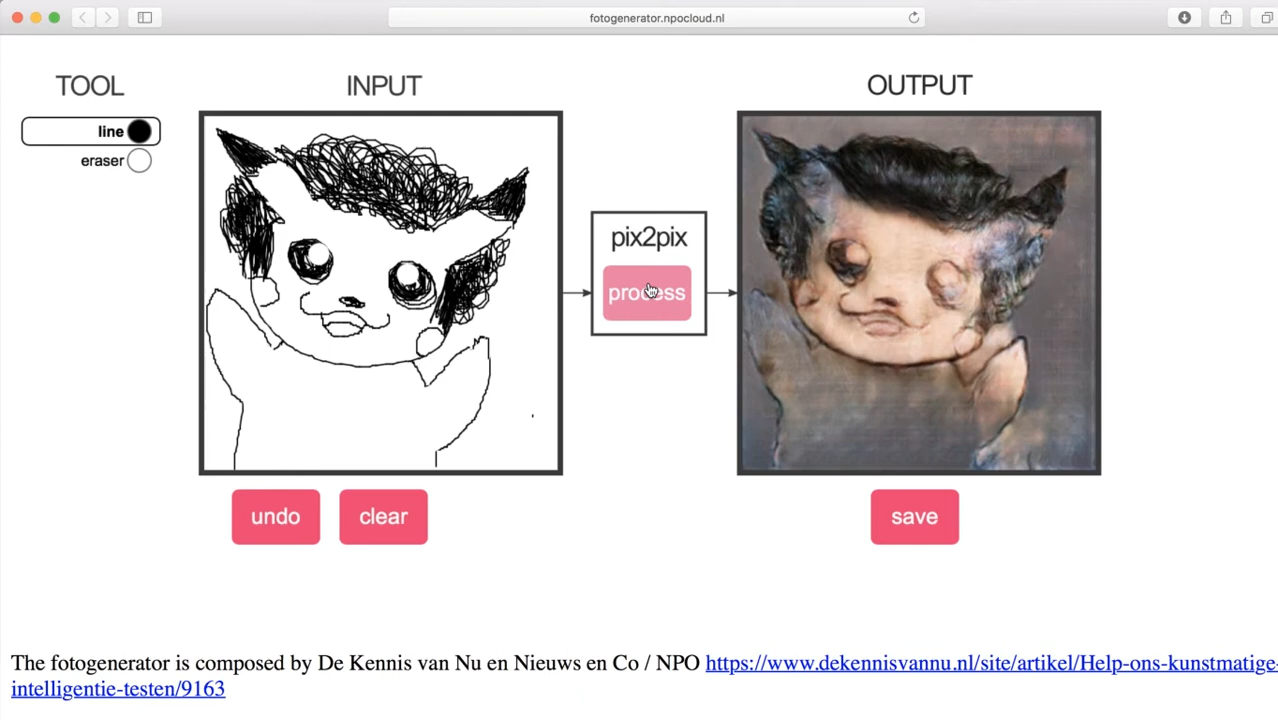 fotogenerator.npocloud.nl
TOOL
INPUT
OUTPUT
line
eraser
pix2pix
process
undo
clear
save
The fotogenerator is composed by De Kennis van Nu en Nieuws en Co / NPO https://www.dekennisvannu.nl/site/artikel/Help-ons-kunstmatige-
intelligentie-testen/9163